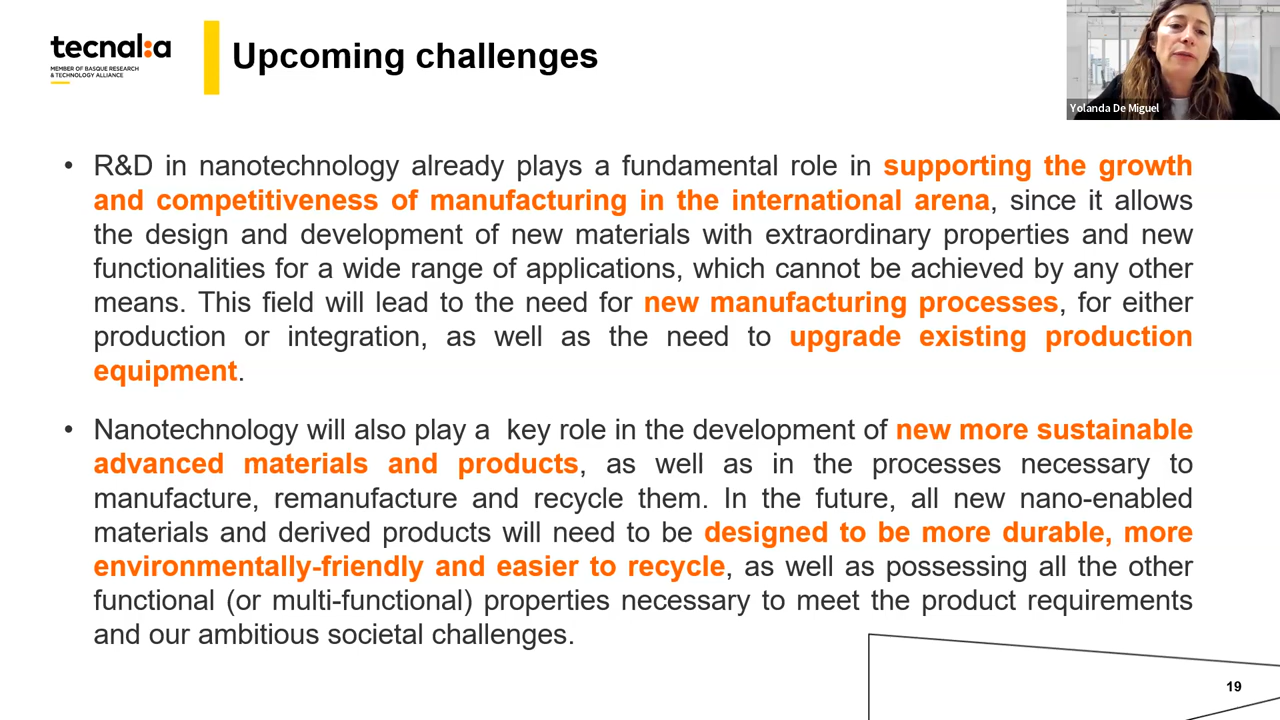 tecnal:a
MEMBER OF BASQUE RESEARCH
& TECHNOLOGY ALLIANCE
Upcoming challenges
Yolanda De Miguel
• R&D in nanotechnology already plays a fundamental role in supporting the growth
and competitiveness of manufacturing in the international arena, since it allows
the design and development of new materials with extraordinary properties and new
functionalities for a wide range of applications, which cannot be achieved by any other
means. This field will lead to the need for new manufacturing processes, for either
production or integration, as well as the need to upgrade existing production
equipment.
• Nanotechnology will also play a key role in the development of new more sustainable
advanced materials and products, as well as in the processes necessary to
manufacture, remanufacture and recycle them. In the future, all new nano-enabled
materials and derived products will need to be designed to be more durable, more
environmentally-friendly and easier to recycle, as well as possessing all the other
functional (or multi-functional) properties necessary to meet the product requirements
and our ambitious societal challenges.
19